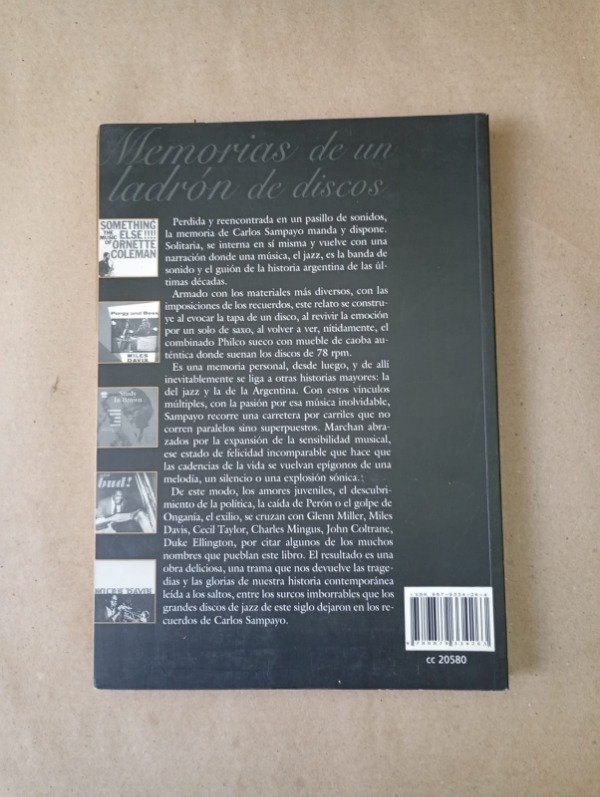 Memorias de un
ladrón de discos
SOMETHING
ELSE!!!!
THE MUSIC OF
ORNETTE
COLEMAN
Porgy and Bess
MILES DAVIS
Study
In Brown
bud!
MILES DAVIS
Perdida y reencontrada en un pasillo de sonidos,
la memoria de Carlos Sampayo manda y dispone.
Solitaria, se interna en sí misma y vuelve con una
narración donde una música, el jazz, es la banda de
sonido y el guión de la historia argentina de las úl-
timas décadas.
Armado con los materiales más diversos, con las
imposiciones de los recuerdos, este relato se constru-
ye al evocar la tapa de un disco, al revivir la emoción
por un solo de saxo, al volver a ver, nítidamente, el
combinado Philco sueco con mueble de caoba au-
téntica donde suenan los discos de 78 rpm.
Es una memoria personal, desde luego, y de allí
inevitablemente se liga a otras historias mayores: la
del jazz y la de la Argentina. Con estos vínculos
múltiples, con la pasión por esa música inolvidable,
Sampayo recorre una carretera por carriles que no
corren paralelos sino superpuestos. Marchan abra-
zados por la expansión de la sensibilidad musical,
ese estado de felicidad incomparable que hace que
las cadencias de la vida se vuelvan epígonos de una
melodía, un silencio o una explosión sónica.
De este modo, los amores juveniles, el descubri-
miento de la política, la caída de Perón o el golpe de
Onganía, el exilio, se cruzan con Glenn Miller, Miles
Davis, Cecil Taylor, Charles Mingus, John Coltrane,
Duke Ellington, por citar algunos de los muchos
nombres que pueblan este libro. El resultado es una
obra deliciosa, una trama que nos devuelve las trage-
dias y las glorias de nuestra historia contemporánea
leída a los saltos, entre los surcos imborrables que los
grandes discos de jazz de este siglo dejaron en los re-
cuerdos de Carlos Sampayo.
cc 20580